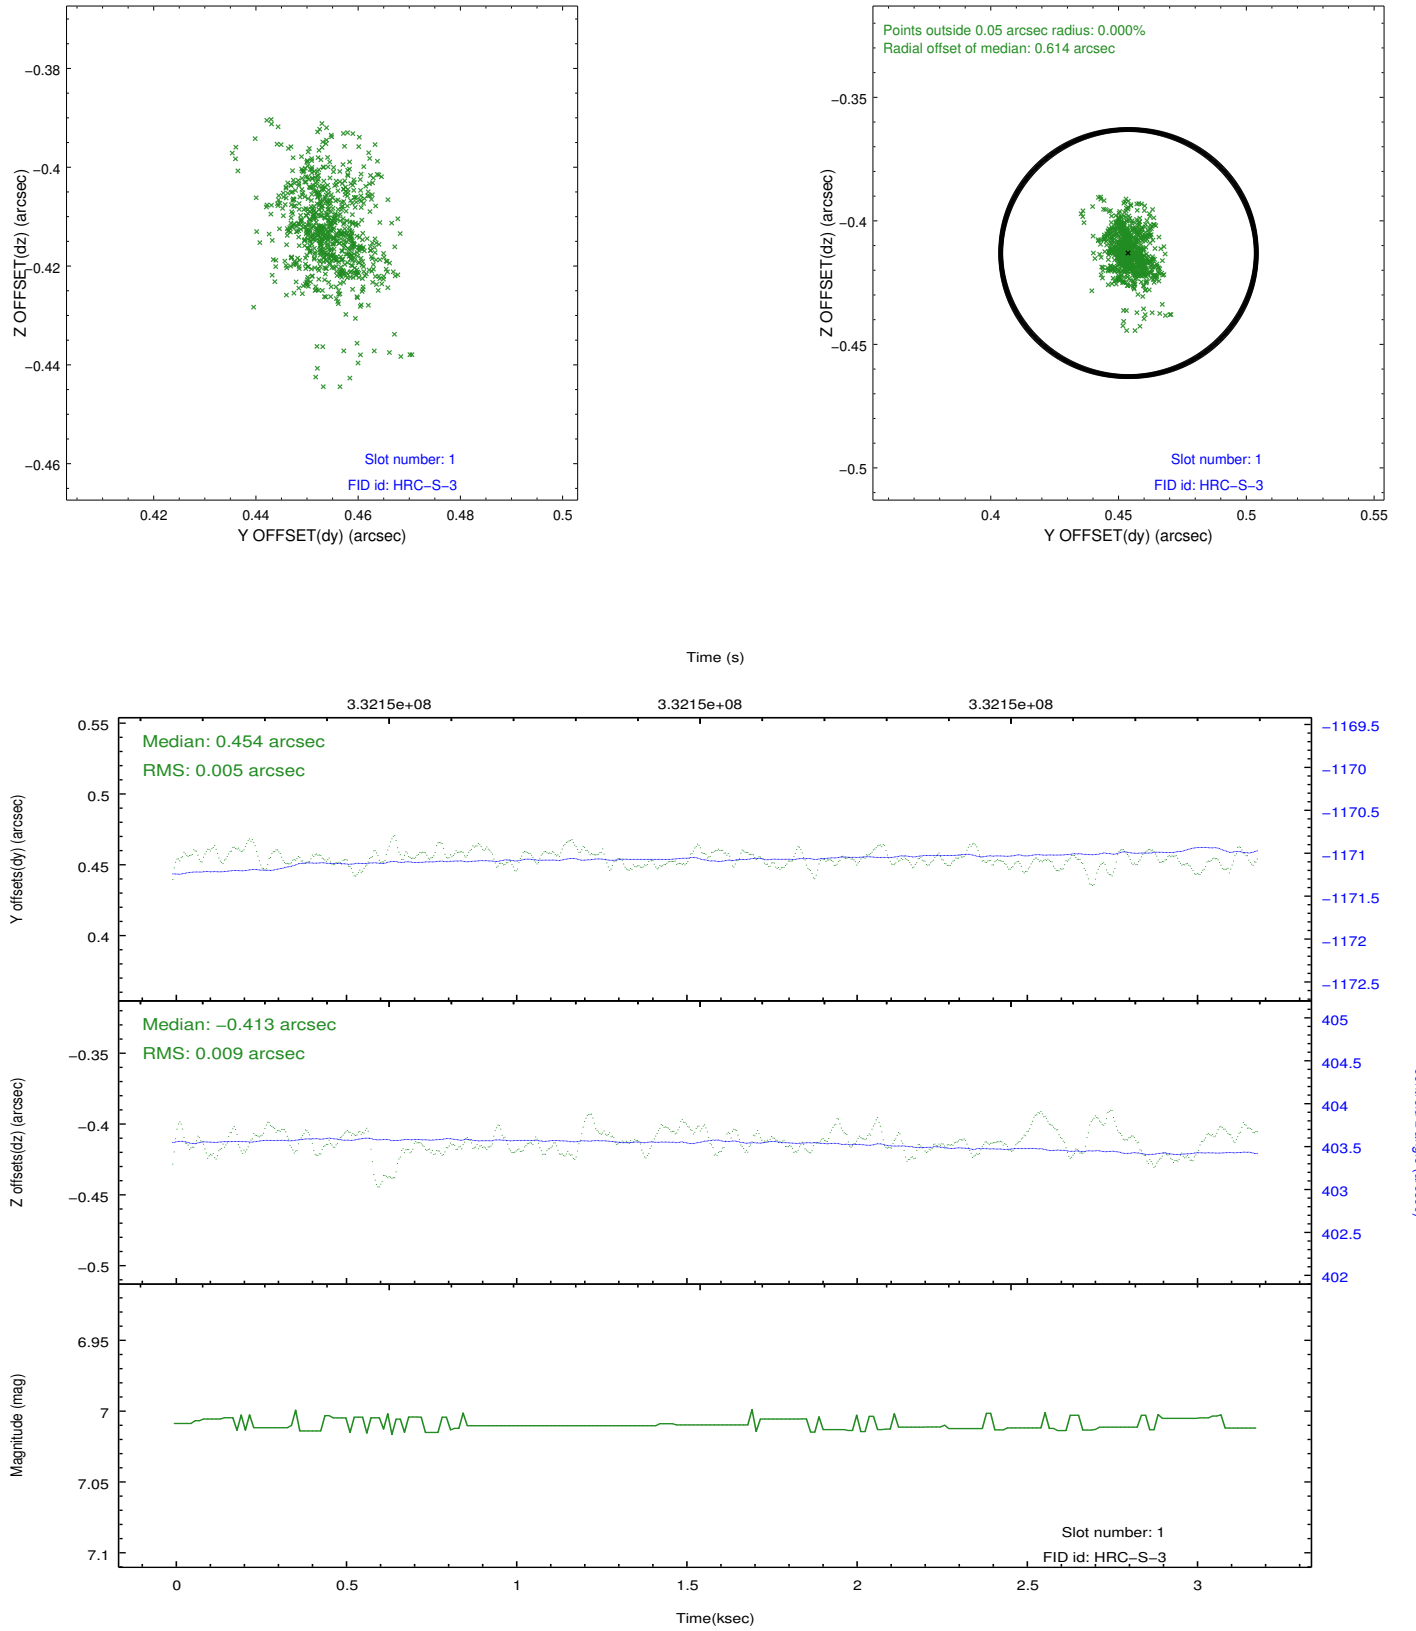 −0.38
−0.4
−0.42
−0.44
−0.46
Z OFFSET(dz) (arcsec)
Slot number: 1
FID id: HRC−S−3
0.42
0.44
0.46
0.48
0.5
Y OFFSET(dy) (arcsec)
Points outside 0.05 arcsec radius: 0.000%
Radial offset of median: 0.614 arcsec
−0.35
−0.4
−0.45
−0.5
Z OFFSET(dz) (arcsec)
Slot number: 1
FID id: HRC−S−3
0.4
0.45
0.5
0.55
Y OFFSET(dy) (arcsec)
Time (s)
3.3215e+08
3.3215e+08
3.3215e+08
Median: 0.454 arcsec
RMS: 0.005 arcsec
0.55
0.5
0.45
0.4
Y offsets(dy) (arcsec)
−1169.5
−1170
−1170.5
−1171
−1171.5
−1172
−1172.5
Median: −0.413 arcsec
RMS: 0.009 arcsec
−0.35
−0.4
−0.45
−0.5
Z offsets(dz) (arcsec)
405
404.5
404
403.5
403
402.5
402
6.95
7
7.05
7.1
Magnitude (mag)
Slot number: 1
FID id: HRC−S−3
0
0.5
1
1.5
2
2.5
3
Time(ksec)